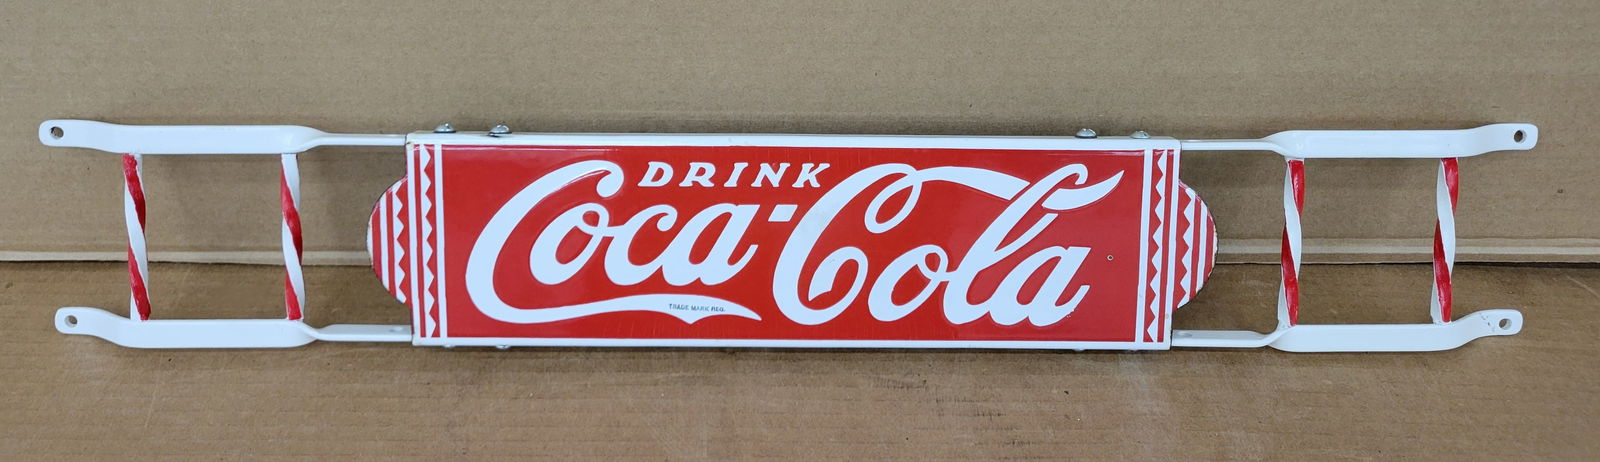 DRINK
Coca-Cola
TRADE MARK REG.